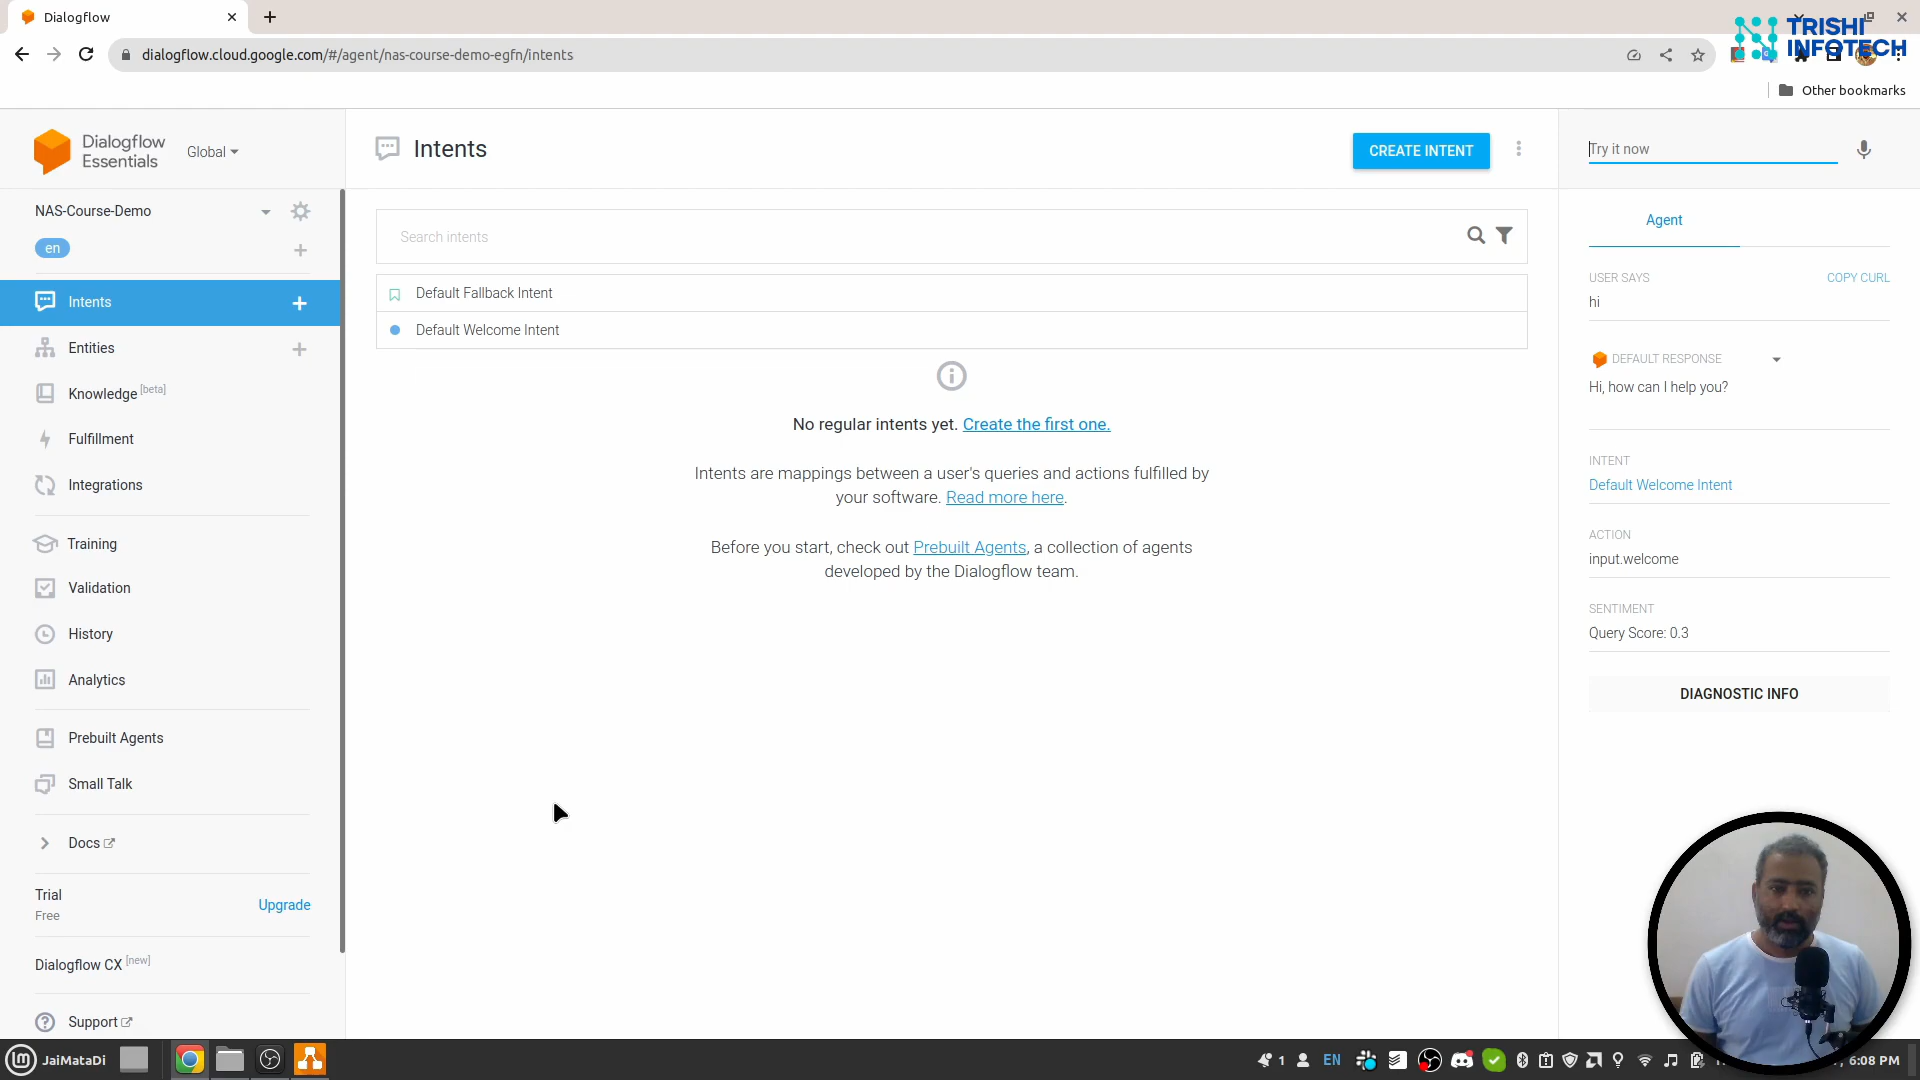 Dialogflow
TRISHI
INFOTECH
dialogflow.cloud.google.com/#/agent/nas-course-demo-egfn/intents
Other bookmarks
Dialogflow
Essentials
Global
Intents
CREATE INTENT
Try it now
NAS-Course-Demo
en
Search intents
Agent
Intents
Default Fallback Intent
Default Welcome Intent
USER SAYS
COPY CURL
hi
Entities
Knowledge [beta]
Fulfillment
Integrations
DEFAULT RESPONSE
Hi, how can I help you?
No regular intents yet. Create the first one.
Intents are mappings between a user's queries and actions fulfilled by
your software. Read more here.
Before you start, check out Prebuilt Agents, a collection of agents
developed by the Dialogflow team.
INTENT
Default Welcome Intent
ACTION
input.welcome
SENTIMENT
Query Score: 0.3
DIAGNOSTIC INFO
Training
Validation
History
Analytics
Prebuilt Agents
Small Talk
Docs
Trial
Free
Upgrade
Dialogflow CX [new]
Support
JaiMataDi
1
EN
6:08 PM